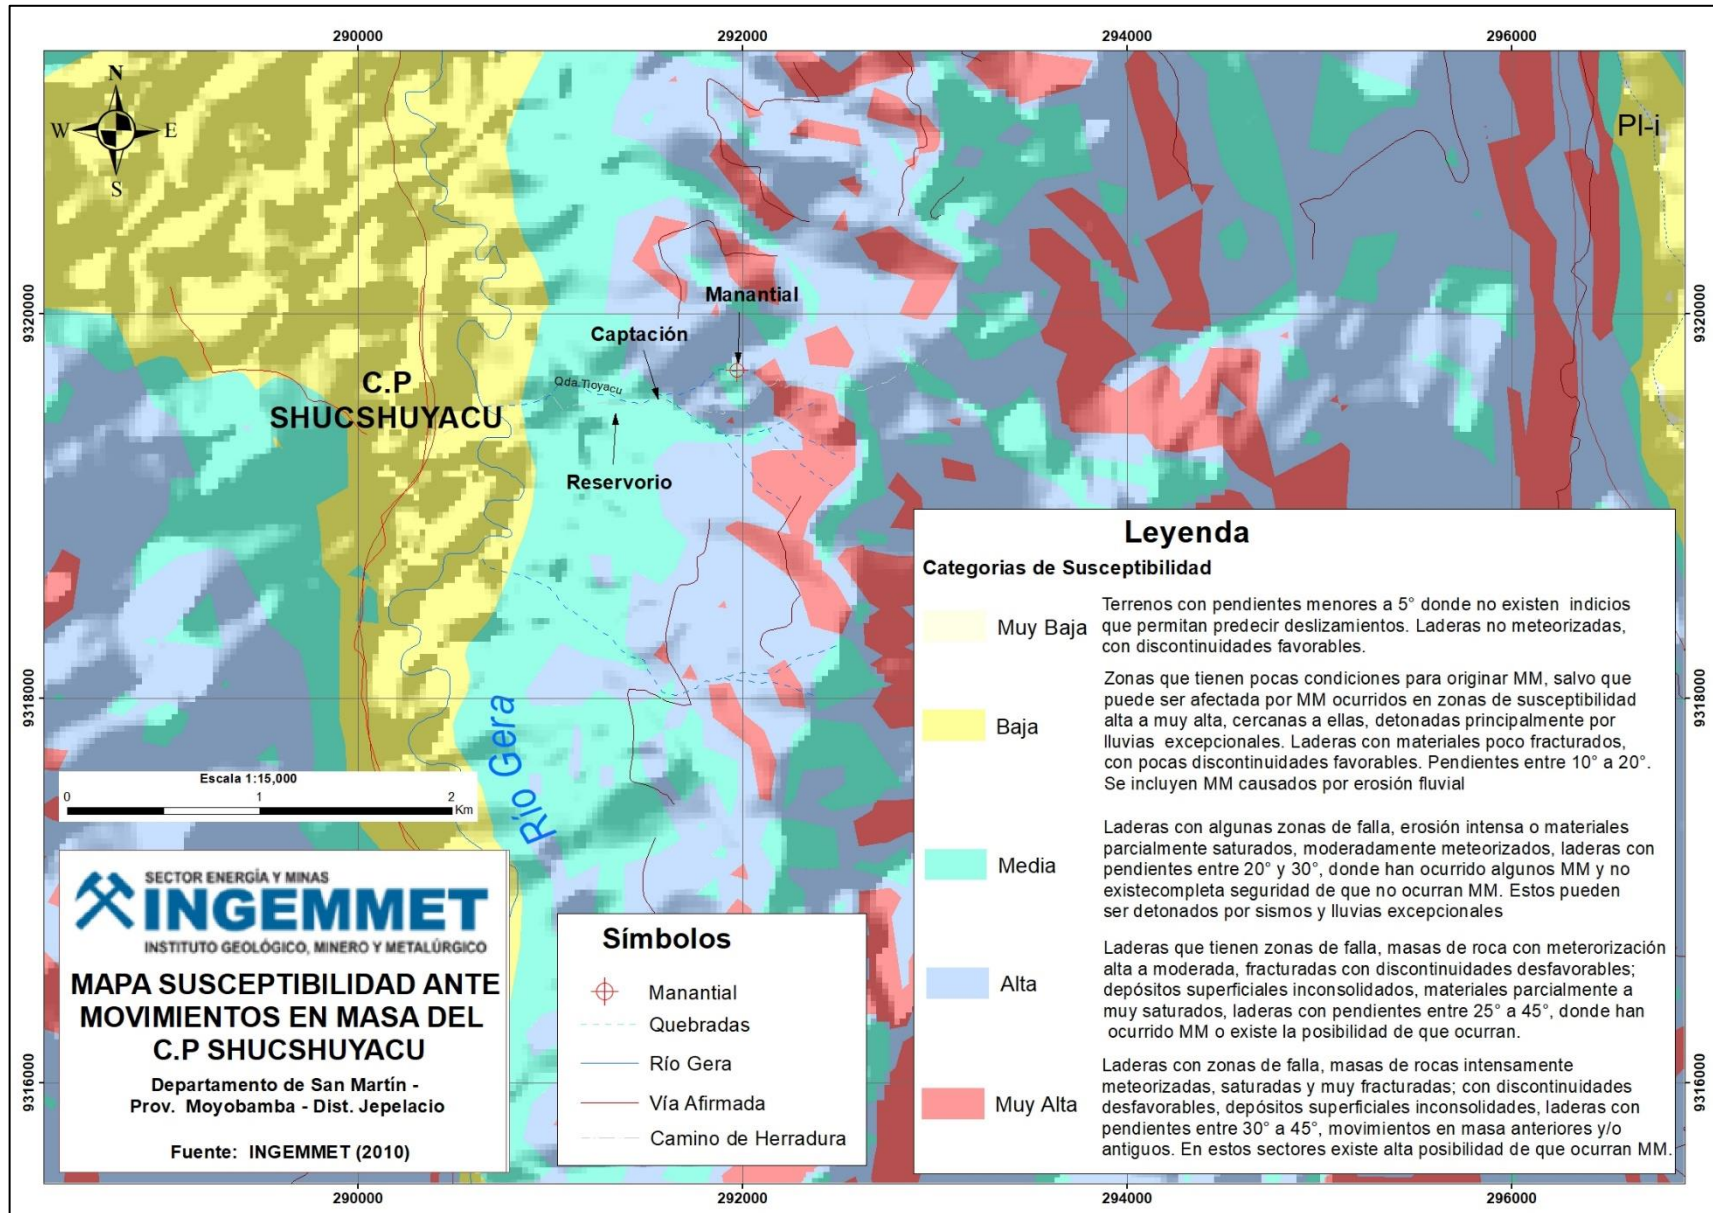 290000
292000
294000
296000
N
W
E
S
Pl-i
9320000
9320000
Manantial
Captación
Qda.Tioyacu
C.P
SHUCSHUYACU
Reservorio
9318000
9318000
Río Gera
Escala 1:15,000
0
1
2
Km
SECTOR ENERGÍA Y MINAS
INGEMMET
INSTITUTO GEOLÓGICO, MINERO Y METALÚRGICO
MAPA SUSCEPTIBILIDAD ANTE
MOVIMIENTOS EN MASA DEL
C.P SHUCSHUYACU
Departamento de San Martín -
Prov. Moyobamba - Dist. Jepelacio
Fuente: INGEMMET (2010)
Símbolos
Manantial
Quebradas
Río Gera
Vía Afirmada
Camino de Herradura
Leyenda
Categorias de Susceptibilidad
Muy Baja
Terrenos con pendientes menores a 5° donde no existen indicios
que permitan predecir deslizamientos. Laderas no meteorizadas,
con discontinuidades favorables.
Baja
Zonas que tienen pocas condiciones para originar MM, salvo que
puede ser afectada por MM ocurridos en zonas de susceptibilidad
alta a muy alta, cercanas a ellas, detonadas principalmente por
lluvias excepcionales. Laderas con materiales poco fracturados,
con pocas discontinuidades favorables. Pendientes entre 10° a 20°.
Se incluyen MM causados por erosión fluvial
Media
Laderas con algunas zonas de falla, erosión intensa o materiales
parcialmente saturados, moderadamente meteorizados, laderas con
pendientes entre 20° y 30°, donde han ocurrido algunos MM y no
existecompleta seguridad de que no ocurran MM. Estos pueden
ser detonados por sismos y lluvias excepcionales
Alta
Laderas que tienen zonas de falla, masas de roca con meterorización
alta a moderada, fracturadas con discontinuidades desfavorables;
depósitos superficiales inconsolidados, materiales parcialmente a
muy saturados, laderas con pendientes entre 25° a 45°, donde han
ocurrido MM o existe la posibilidad de que ocurran.
Muy Alta
Laderas con zonas de falla, masas de rocas intensamente
meteorizadas, saturadas y muy fracturadas; con discontinuidades
desfavorables, depósitos superficiales inconsolidades, laderas con
pendientes entre 30° a 45°, movimientos en masa anteriores y/o
antiguos. En estos sectores existe alta posibilidad de que ocurran MM.
9316000
9316000
290000
292000
294000
296000